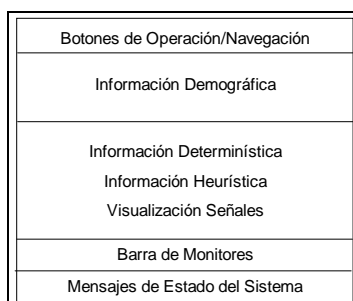 Botones de Operación/Navegación
Información Demográfica
Información Determinística
Información Heurística
Visualización Señales
Barra de Monitores
Mensajes de Estado del Sistema